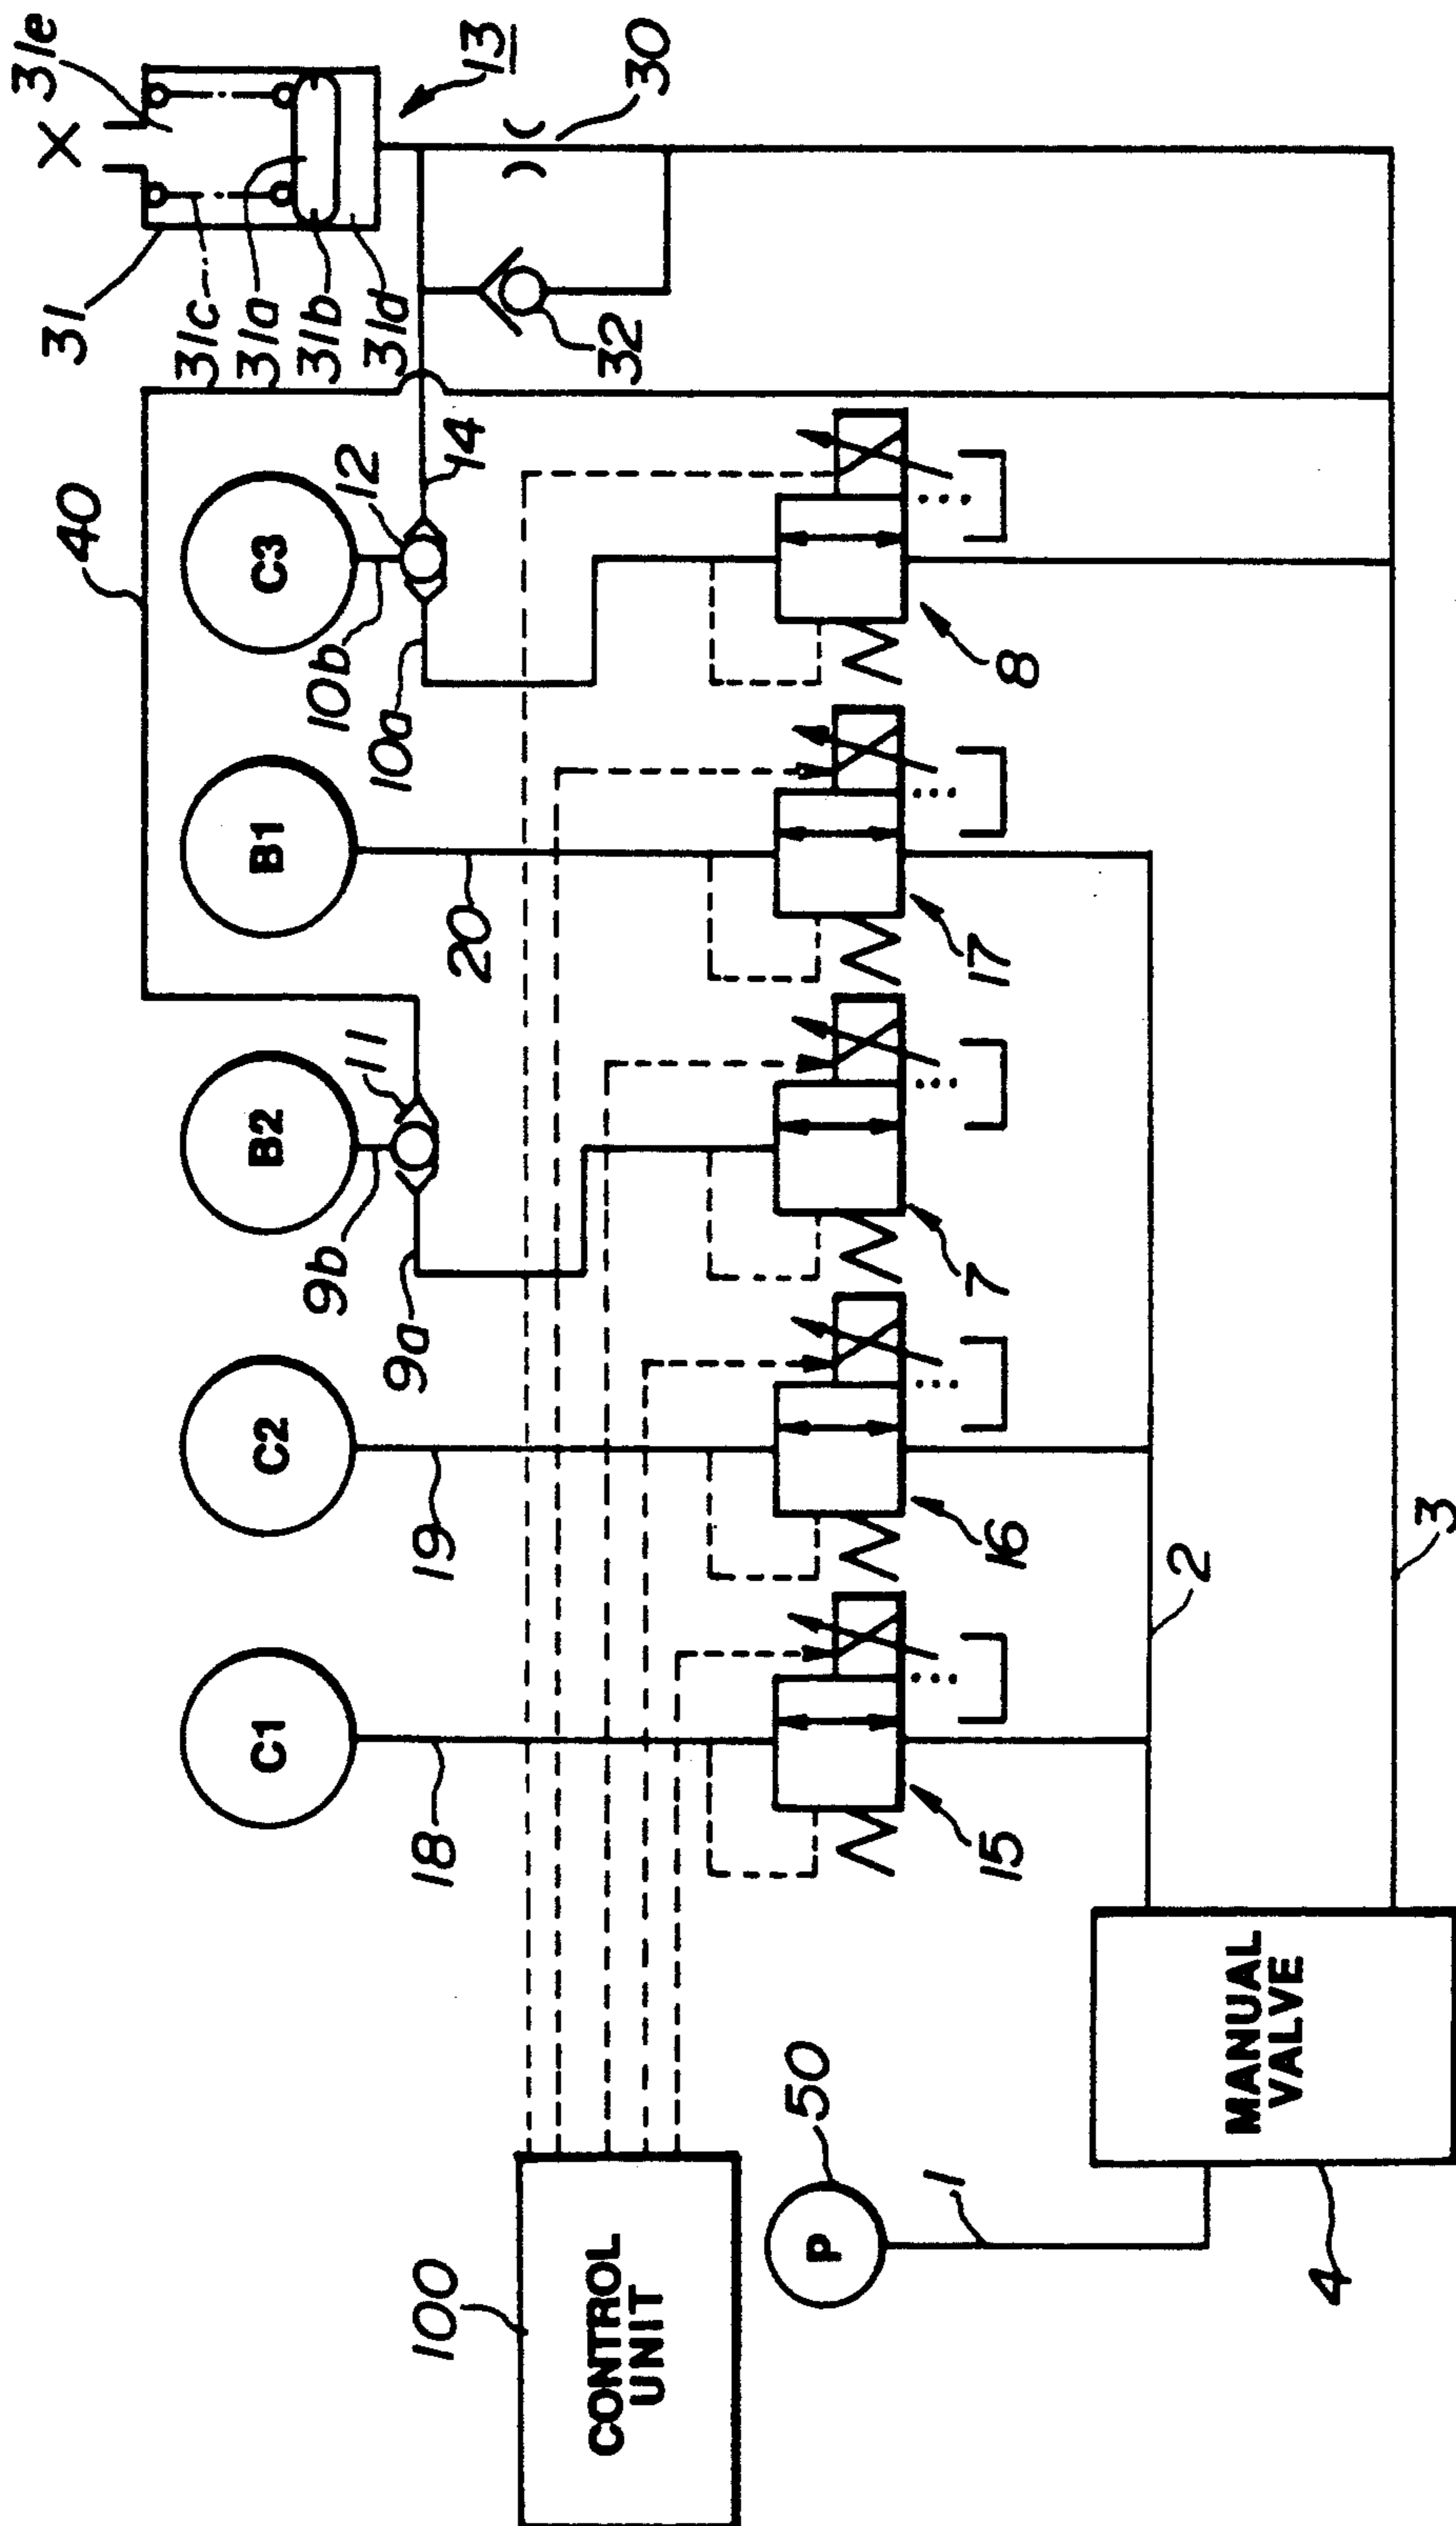 40
C1
C2
B2
B1
C3
31
X
31e
31c
31a
31b
31d
13
30
32
12
14
10b
10a
11
9b
9a
18
19
20
100
CONTROL
UNIT
50
P
1
15
16
7
17
8
2
3
MANUAL
VALVE
4